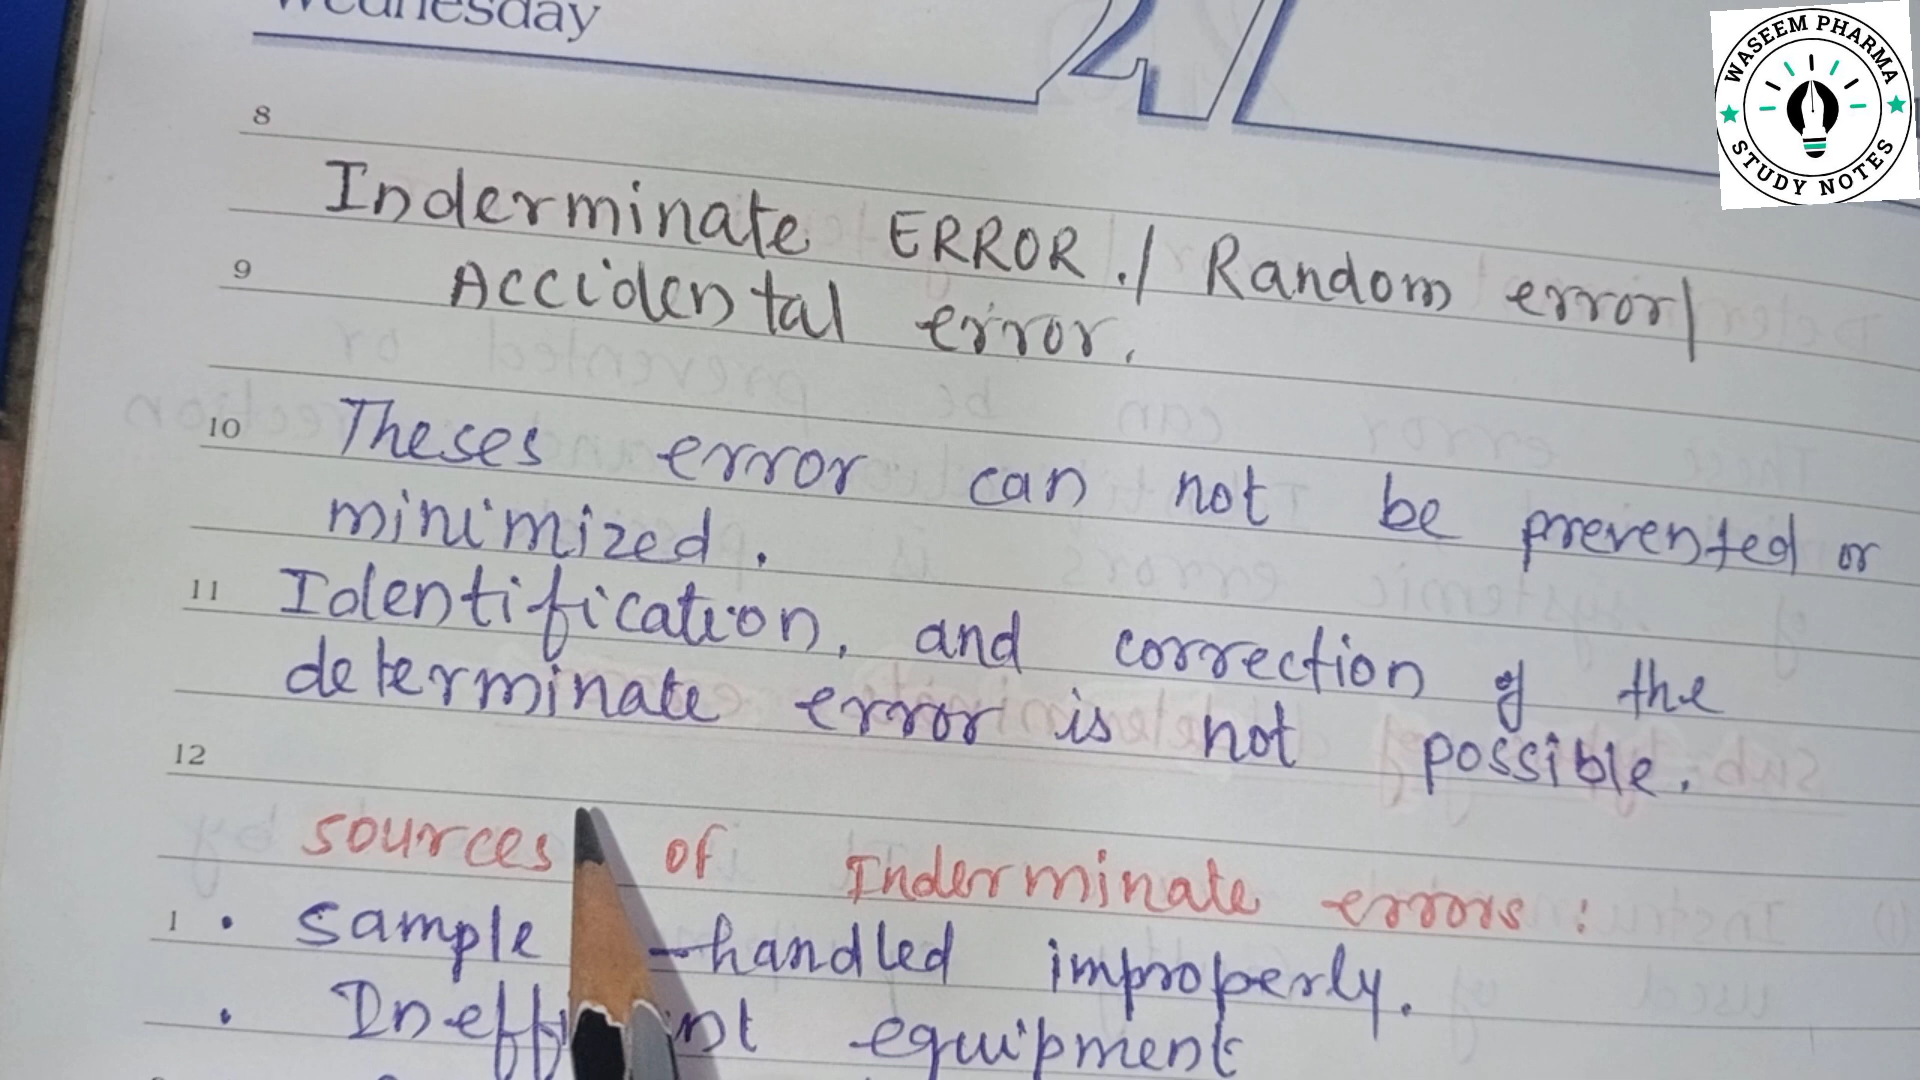 Wednesday
21
WASEEM PHARMA
STUDY NOTES
8
Inderminate ERROR./ Random error/
9
Accidental error.
10
Theses error can not be prevented or
minimized.
11
Identification, and correction of the
determinate error is not possible.
12
sources of Inderminate errors:
1
• Sample handled improperly.
• equipment